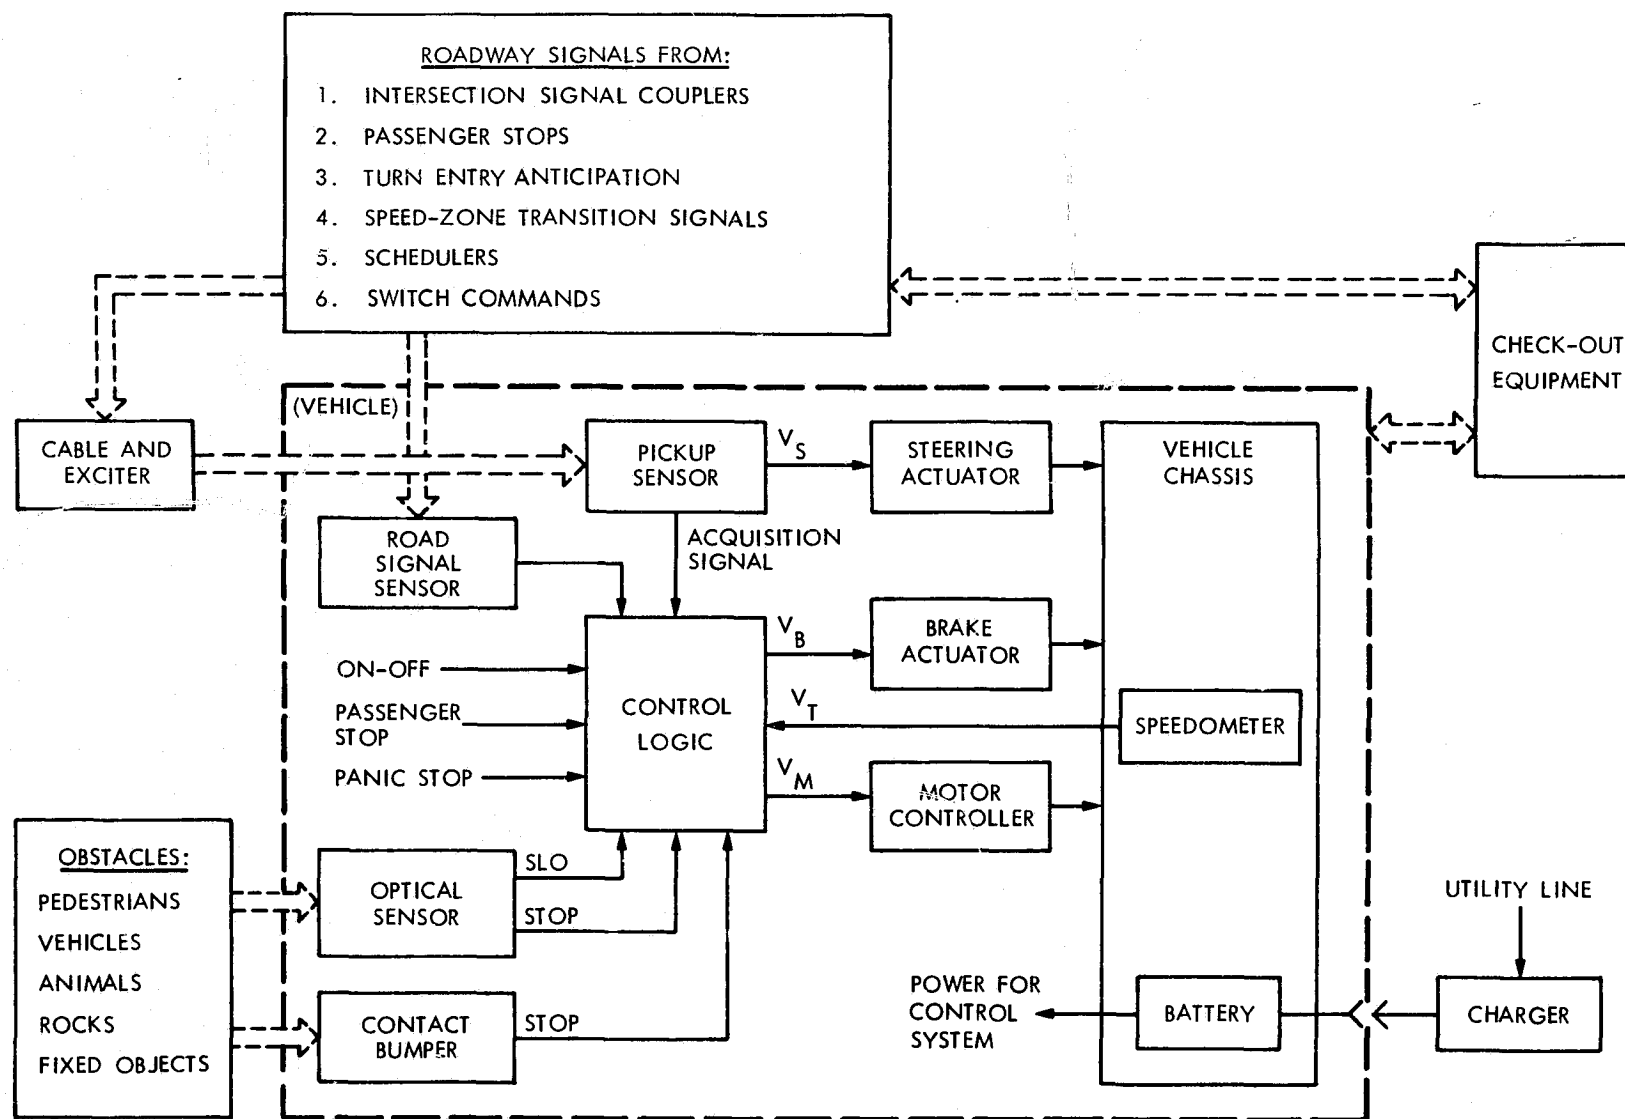 ROADWAY SIGNALS FROM:
1. INTERSECTION SIGNAL COUPLERS
2. PASSENGER STOPS
3. TURN ENTRY ANTICIPATION
4. SPEED-ZONE TRANSITION SIGNALS
5. SCHEDULERS
6. SWITCH COMMANDS
CHECK-OUT
EQUIPMENT
(VEHICLE)
CABLE AND
EXCITER
PICKUP
SENSOR
V_S
STEERING
ACTUATOR
VEHICLE
CHASSIS
ROAD
SIGNAL
SENSOR
ACQUISITION
SIGNAL
ON-OFF
PASSENGER
STOP
PANIC STOP
CONTROL
LOGIC
V_B
BRAKE
ACTUATOR
V_T
SPEEDOMETER
V_M
MOTOR
CONTROLLER
OBSTACLES:
PEDESTRIANS
VEHICLES
ANIMALS
ROCKS
FIXED OBJECTS
OPTICAL
SENSOR
SLO
STOP
CONTACT
BUMPER
STOP
POWER FOR
CONTROL
SYSTEM
BATTERY
UTILITY LINE
CHARGER